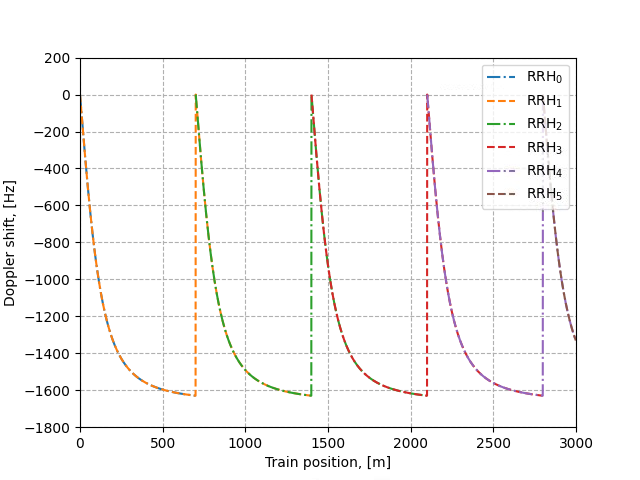 200
0
−200
−400
−600
−800
−1000
−1200
−1400
−1600
−1800
Doppler shift, [Hz]
0 500 1000 1500 2000 2500 3000
Train position, [m]
RRH₀
RRH₁
RRH₂
RRH₃
RRH₄
RRH₅